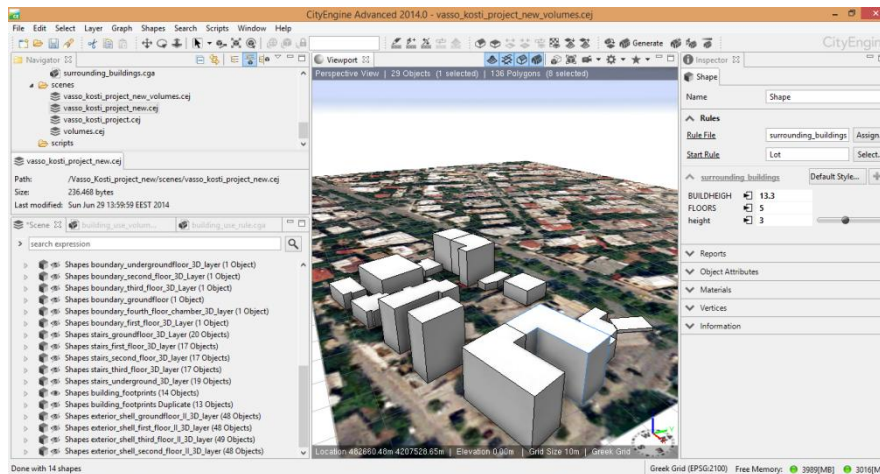 CityEngine Advanced 2014.0 - vasso_kosti_project_new_volumes.cej
File Edit Select Layer Graph Shapes Search Scripts Window Help
Generate
CityEngin
Navigator
surrounding_buildings.cga
scenes
vasso_kosti_project_new_volumes.cej
vasso_kosti_project_new.cej
vasso_kosti_project.cej
volumes.cej
scripts
vasso_kosti_project_new.cej
Path: /Vasso_Kosti_project_new/scenes/vasso_kosti_project_new.cej
Size: 236.468 bytes
Last modified: Sun Jun 29 13:59:59 EEST 2014
*Scene building_use_volum... building_use_rule.cga
search expression
Shapes boundary_undergroundfloor_3D_Layer (1 Object)
Shapes boundary_second_floor_3D_Layer (1 Object)
Shapes boundary_third_floor_3D_Layer (1 Object)
Shapes boundary_groundfloor (1 Object)
Shapes boundary_fourth_floor_chamber_3D_Layer (1 Object)
Shapes boundary_first_floor_3D_Layer (1 Object)
Shapes stairs_groundfloor_3D_Layer (20 Objects)
Shapes stairs_first_floor_3D_layer (17 Objects)
Shapes stairs_second_floor_3D_layer (17 Objects)
Shapes stairs_third_floor_3D_layer (17 Objects)
Shapes stairs_underground_3D_layer (19 Objects)
Shapes building_footprints (14 Objects)
Shapes building_footprints Duplicate (13 Objects)
Shapes exterior_shell_groundfloor_II_3D_layer (48 Objects)
Shapes exterior_shell_first_floor_II_3D_layer (48 Objects)
Shapes exterior_shell_third_floor_II_3D_layer (49 Objects)
Shapes exterior_shell_second_floor_II_3D_layer (48 Objects)
Done with 14 shapes
Viewport
Perspective View | 29 Objects (1 selected) | 136 Polygons (8 selected)
Location 482660.48m 4207528.65m | Elevation 0.00m | Grid Size 10m | Greek Grid
Inspector
Shape
Name Shape
Rules
Rule File surrounding_buildings Assign.
Start Rule Lot Select..
surrounding_buildings Default Style...
BUILDHEIGH 13.3
FLOORS 5
height 3
Reports
Object Attributes
Materials
Vertices
Information
Greek Grid (EPSG:2100) Free Memory: 3989[MB] 3016[M